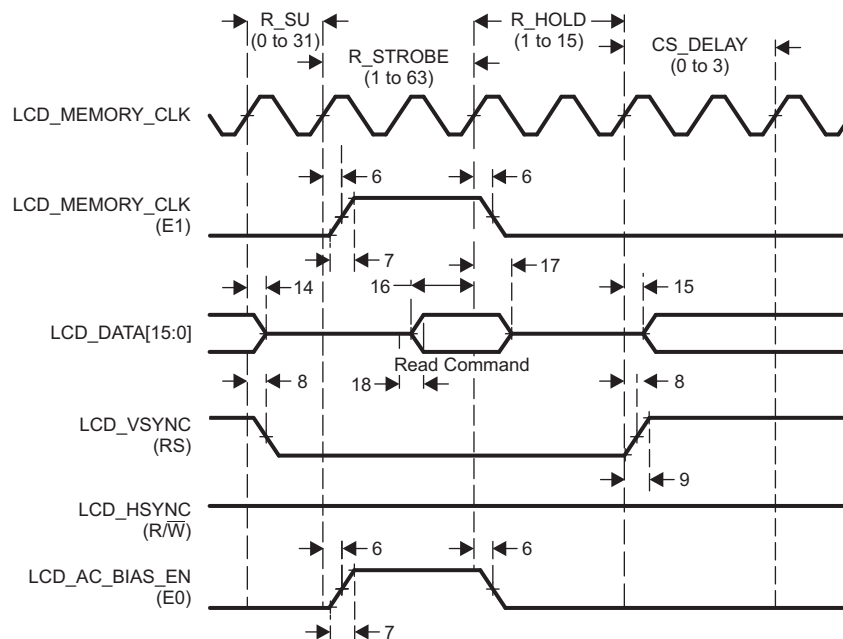 R_SU
(0 to 31)
R_HOLD
(1 to 15)
R_STROBE
(1 to 63)
CS_DELAY
(0 to 3)
LCD_MEMORY_CLK
LCD_MEMORY_CLK
(E1)
6
6
7
17
14
16
15
LCD_DATA[15:0]
Read Command
18
8
8
LCD_VSYNC
(RS)
9
LCD_HSYNC
(R/W̅)
6
6
LCD_AC_BIAS_EN
(E0)
7